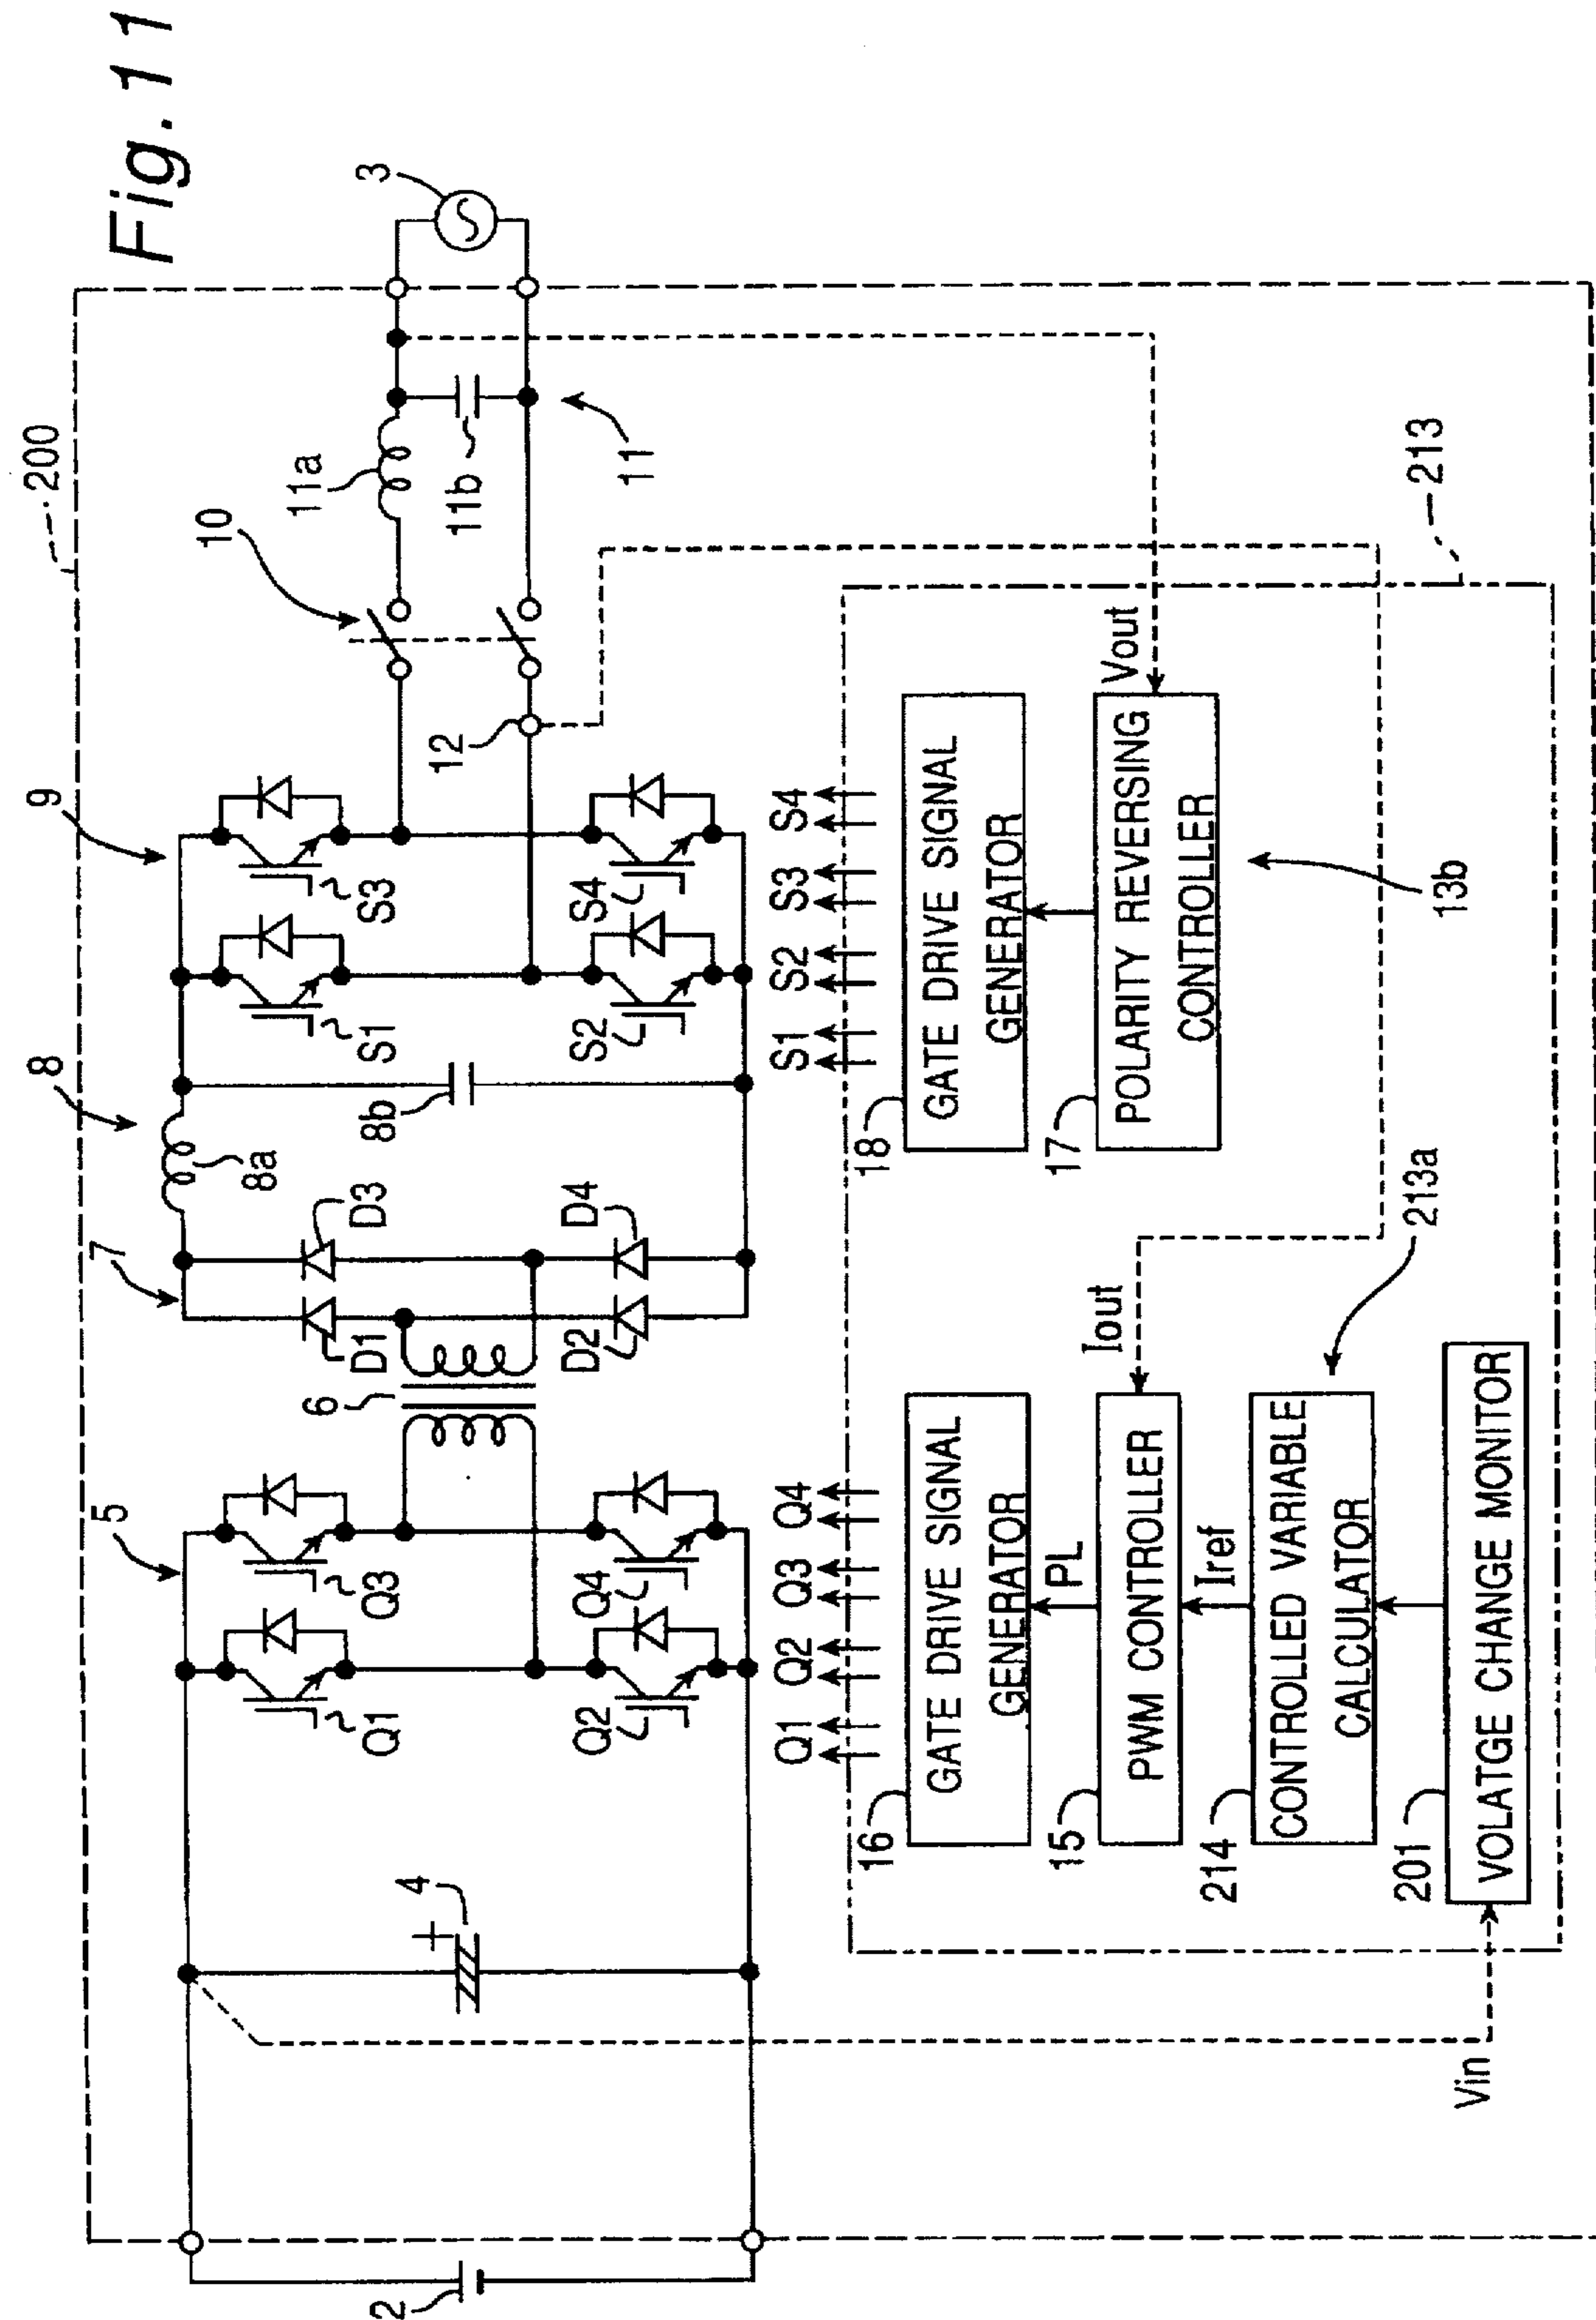 Fig. 11
200
3
10
11a
11b
11
9
8
8a
8b
7
6
5
12
S1
S3
S2
S4
D1
D3
D2
D4
Q1
Q3
Q2
Q4
4
+
2
Q1 Q2 Q3 Q4
S1 S2 S3 S4
16
GATE DRIVE SIGNAL
GENERATOR
PL
15
PWM CONTROLLER
Iout
Iref
214
CONTROLLED VARIABLE
CALCULATOR
213a
201
VOLATGE CHANGE MONITOR
Vin
18
GATE DRIVE SIGNAL
GENERATOR
17
POLARITY REVERSING
CONTROLLER
Vout
13b
213